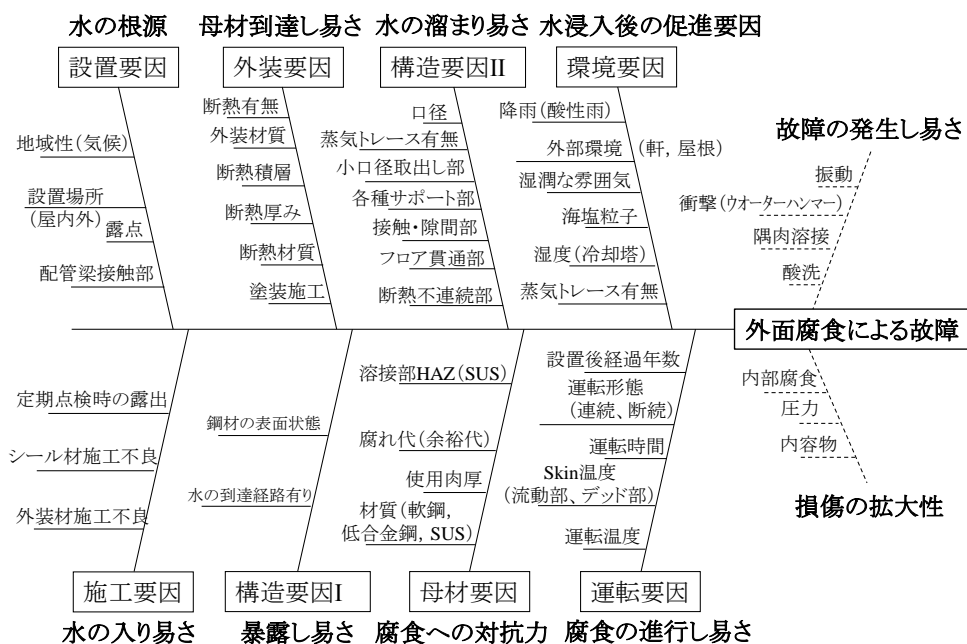 水の根源
設置要因
地域性(気候)
設置場所
(屋内外)
露点
配管梁接触部
母材到達し易さ
外装要因
断熱有無
外装材質
断熱積層
断熱厚み
断熱材質
塗装施工
水の溜まり易さ
構造要因II
口径
蒸気トレース有無
小口径取出し部
各種サポート部
接触・隙間部
フロア貫通部
断熱不連続部
水浸入後の促進要因
環境要因
降雨(酸性雨)
外部環境 (軒, 屋根)
湿潤な雰囲気
海塩粒子
湿度(冷却塔)
蒸気トレース有無
故障の発生し易さ
振動
衝撃(ウオーターハンマー)
隅肉溶接
酸洗
外面腐食による故障
定期点検時の露出
シール材施工不良
外装材施工不良
施工要因
水の入り易さ
鋼材の表面状態
水の到達経路有り
構造要因I
暴露し易さ
溶接部HAZ(SUS)
腐れ代(余裕代)
使用肉厚
材質(軟鋼,
低合金鋼, SUS)
母材要因
腐食への対抗力
設置後経過年数
運転形態
(連続、断続)
運転時間
Skin温度
(流動部、デッド部)
運転温度
運転要因
腐食の進行し易さ
内部腐食
圧力
内容物
損傷の拡大性